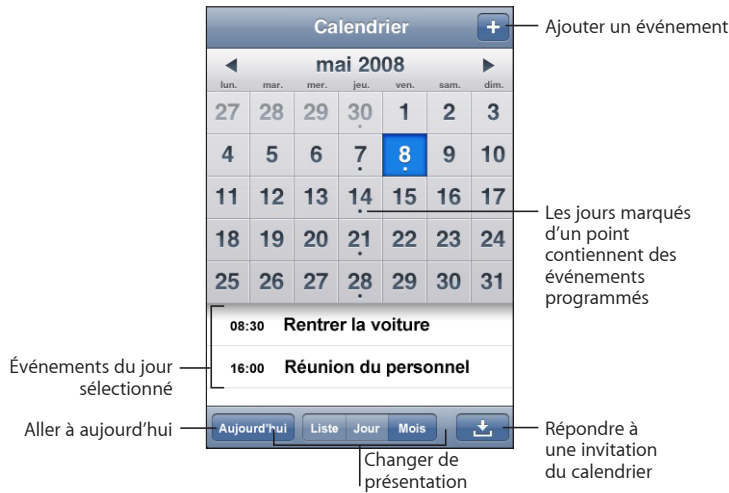 Calendrier
+
Ajouter un événement
mai 2008
lun. mar. mer. jeu. ven. sam. dim.
27 28 29 30 1 2 3
4 5 6 7 8 9 10
11 12 13 14 15 16 17
18 19 20 21 22 23 24
25 26 27 28 29 30 31
Les jours marqués
d'un point
contiennent des
événements
programmés
08:30 Rentrer la voiture
16:00 Réunion du personnel
Événements du jour
sélectionné
Aller à aujourd'hui
Aujourd'hui Liste Jour Mois
Changer de
présentation
Répondre à
une invitation
du calendrier